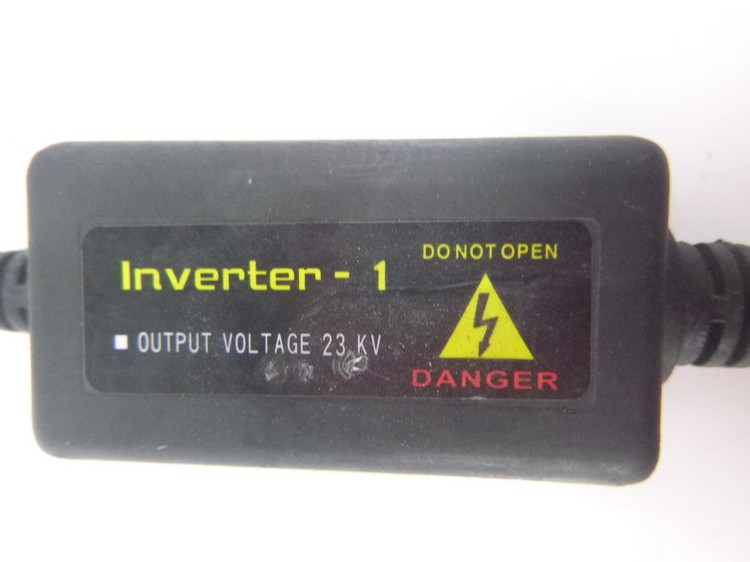 Inverter - 1
■ OUTPUT VOLTAGE 23 KV
DO NOT OPEN
DANGER